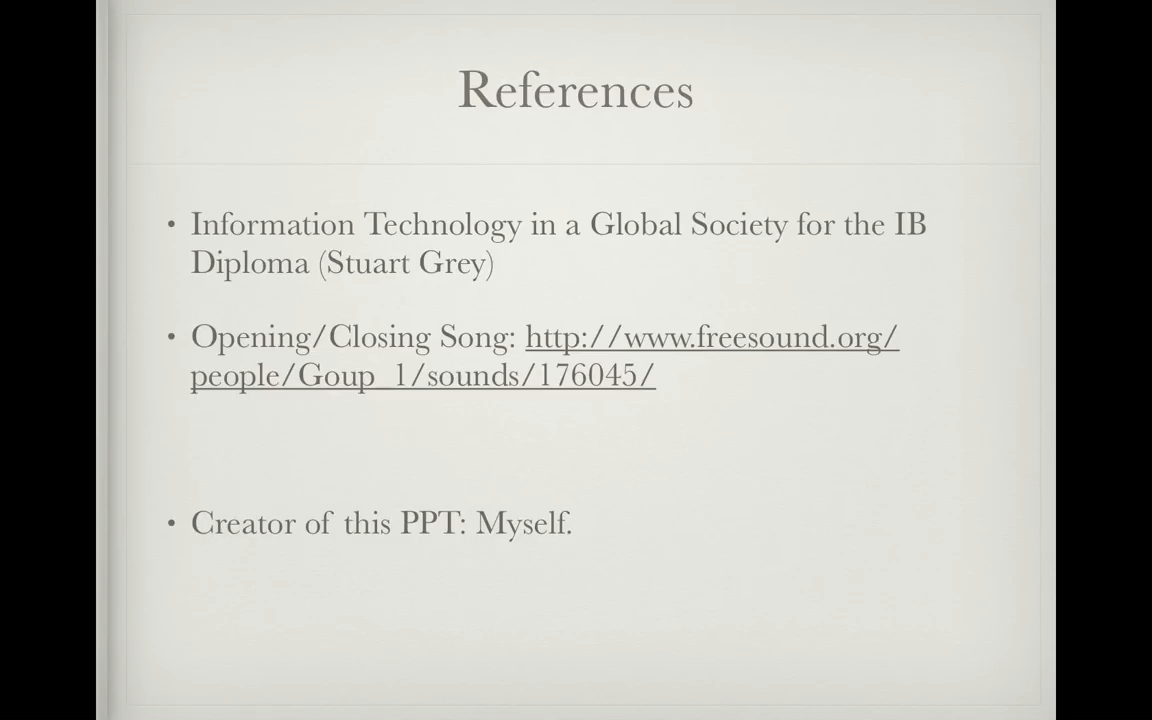 References
• Information Technology in a Global Society for the IB
Diploma (Stuart Grey)
• Opening/Closing Song: http://www.freesound.org/
people/Goup_1/sounds/176045/
• Creator of this PPT: Myself.